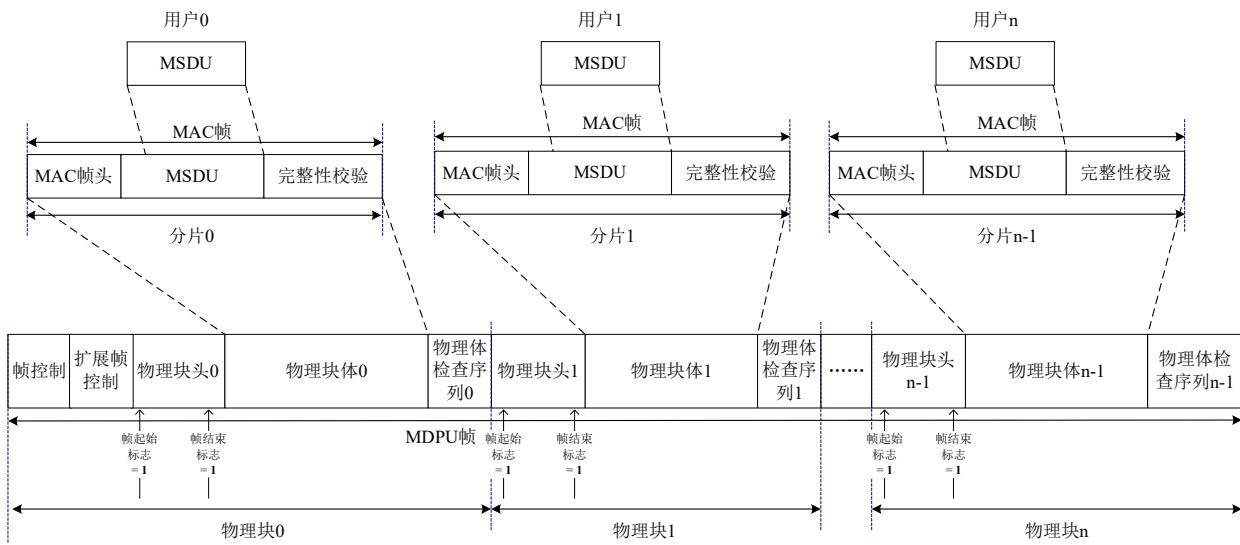 用户0
用户1
用户n
MSDU
MSDU
MSDU
MAC帧
MAC帧
MAC帧
MAC帧头
MSDU
完整性校验
MAC帧头
MSDU
完整性校验
MAC帧头
MSDU
完整性校验
分片0
分片1
分片n-1
帧控制
扩展帧
控制
物理块头0
物理块体0
物理体
检查序
列0
物理块头1
物理块体1
物理体
检查序
列1
……
物理块头
n-1
物理块体n-1
物理体检
查序列n-1
MDPU帧
帧起始
标志
= 1
帧结束
标志
= 1
帧起始
标志
= 1
帧结束
标志
= 1
帧起始
标志
= 1
帧结束
标志
= 1
物理块0
物理块1
物理块n